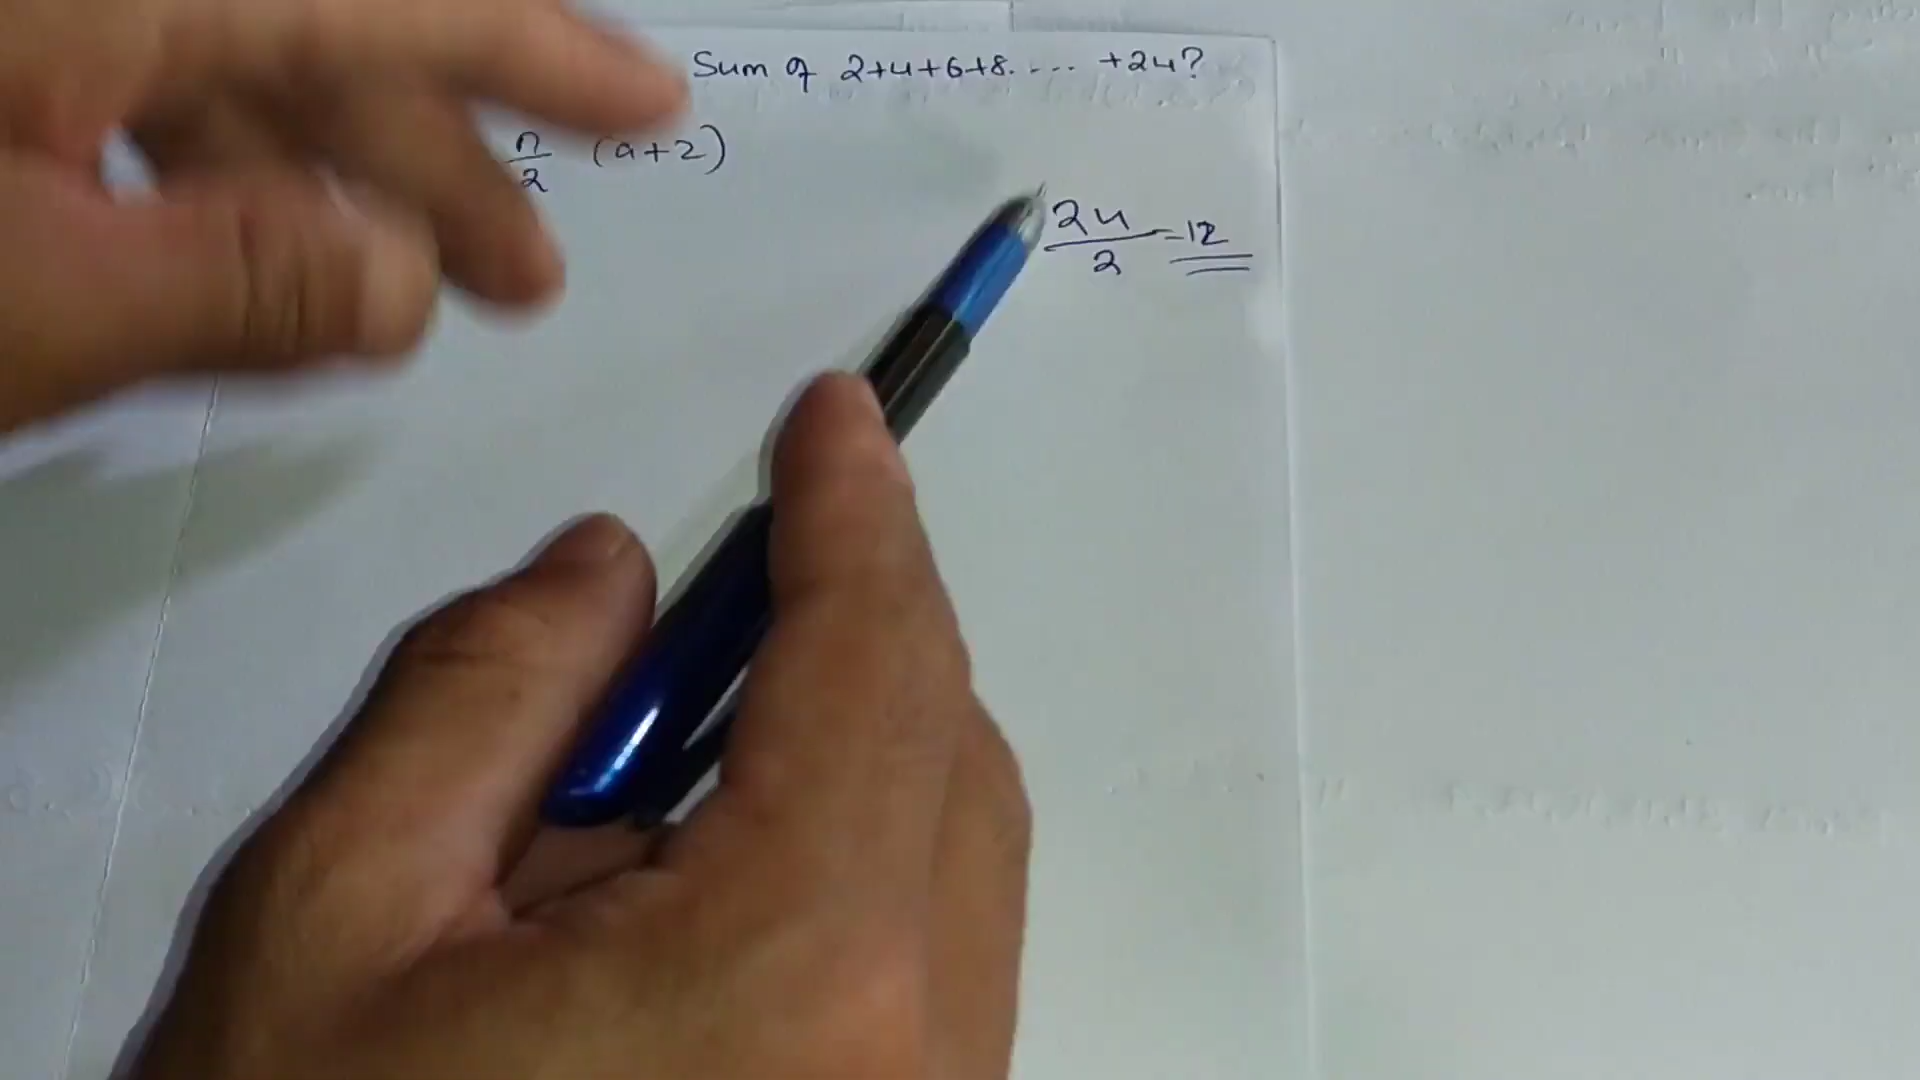 Sum of 2+4+6+8.... +24?
n/2 (a+2)
24/2 =12